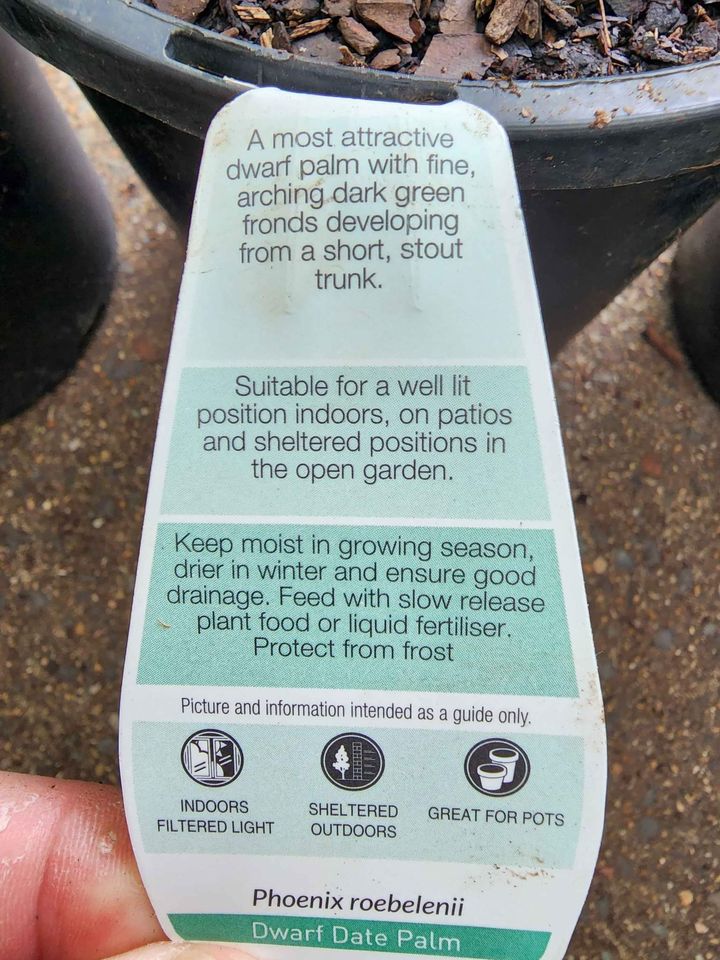 A most attractive
dwarf palm with fine,
arching dark green
fronds developing
from a short, stout
trunk.
Suitable for a well lit
position indoors, on patios
and sheltered positions in
the open garden.
Keep moist in growing season,
drier in winter and ensure good
drainage. Feed with slow release
plant food or liquid fertiliser.
Protect from frost
Picture and information intended as a guide only.
INDOORS
FILTERED LIGHT
SHELTERED
OUTDOORS
GREAT FOR POTS
Phoenix roebelenii
Dwarf Date Palm